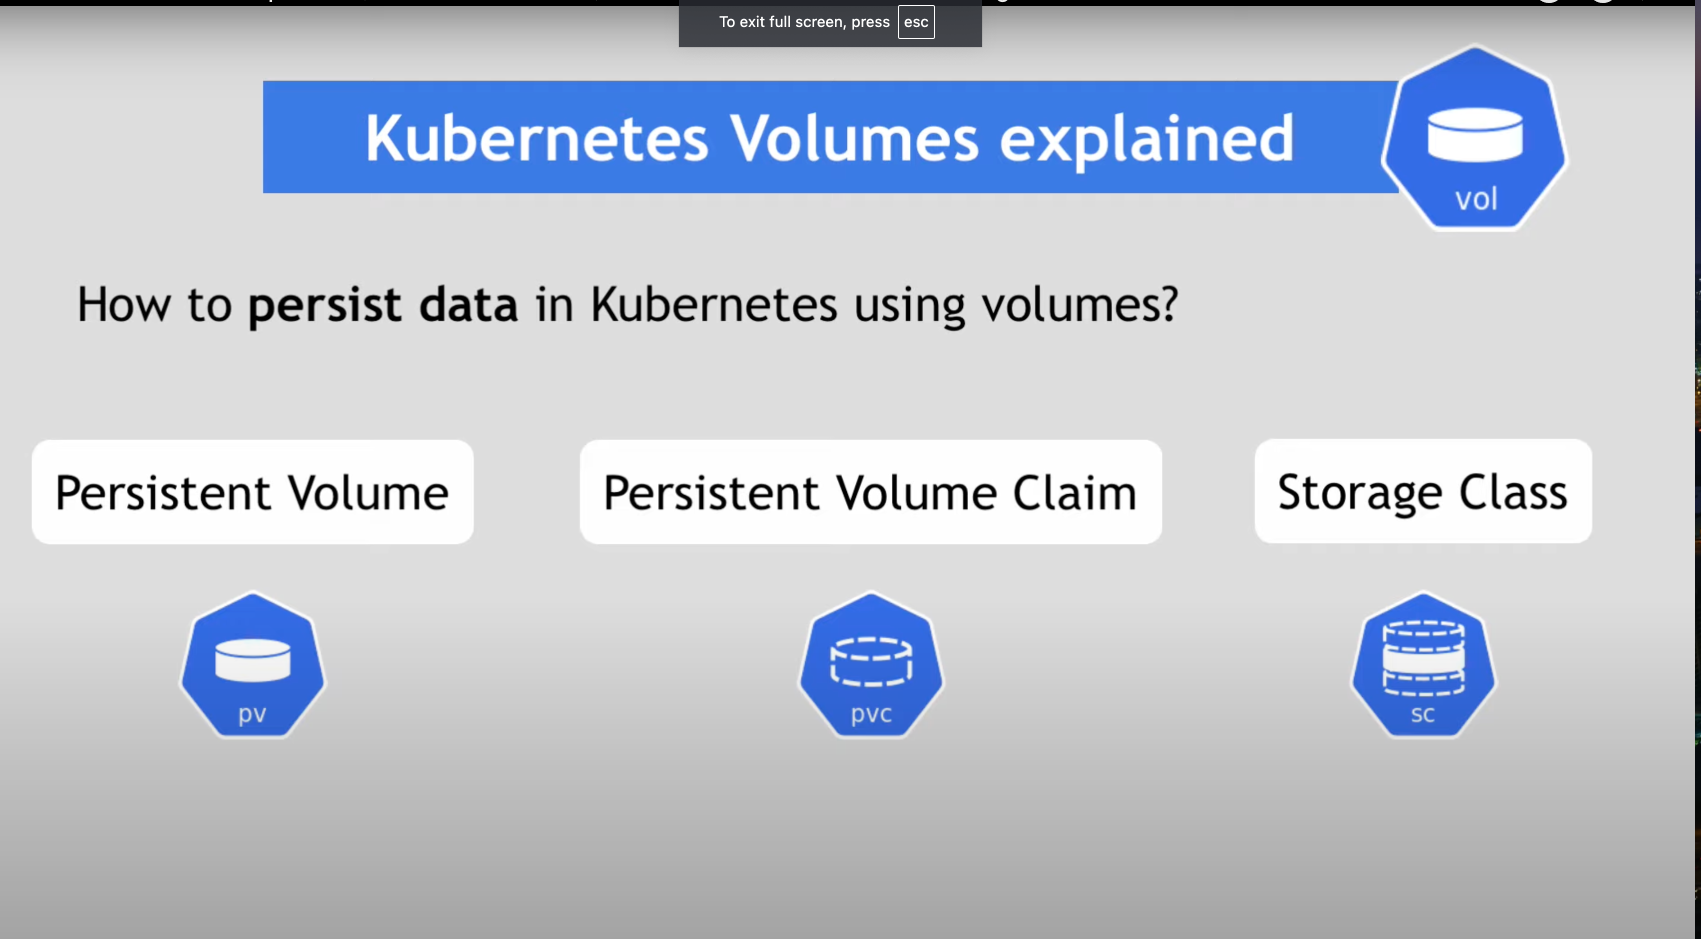 To exit full screen, press esc
Kubernetes Volumes explained
vol
How to persist data in Kubernetes using volumes?
Persistent Volume
Persistent Volume Claim
Storage Class
pv
pvc
sc